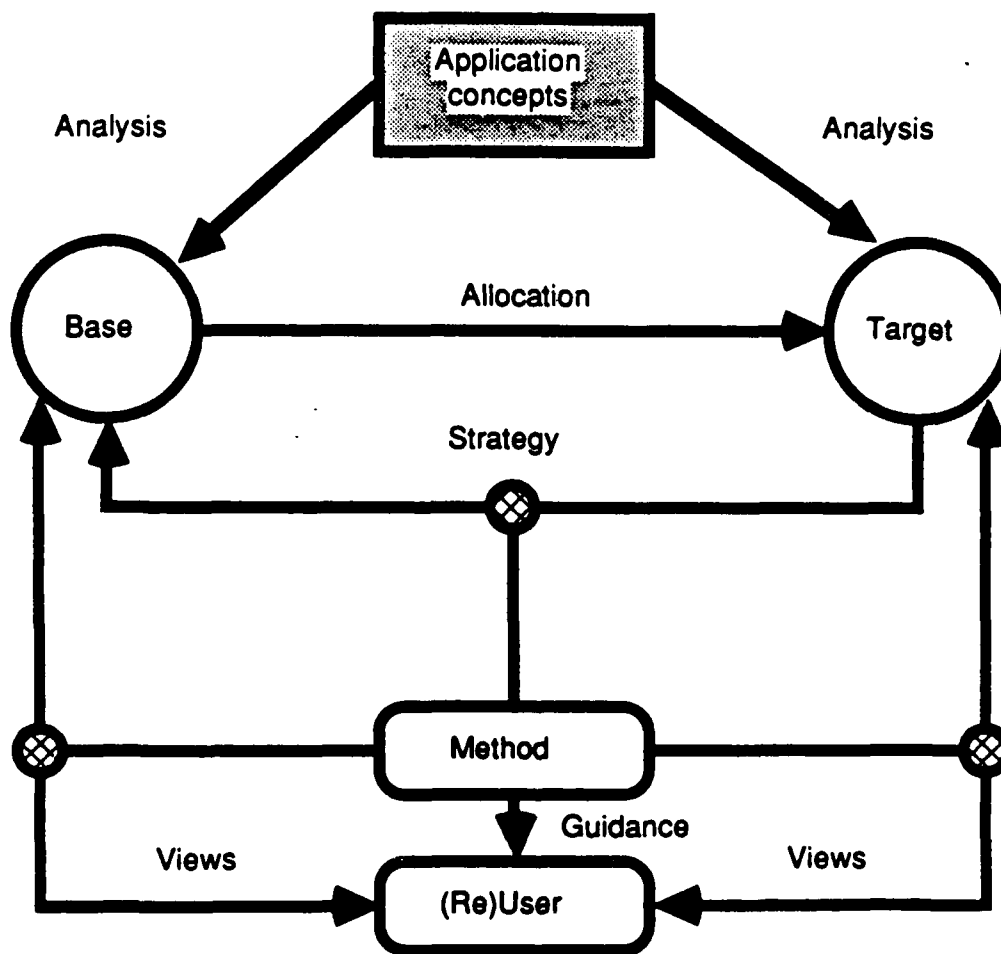 Application
concepts
Analysis
Analysis
Allocation
Base
Target
Strategy
Method
Guidance
Views
Views
(Re)User